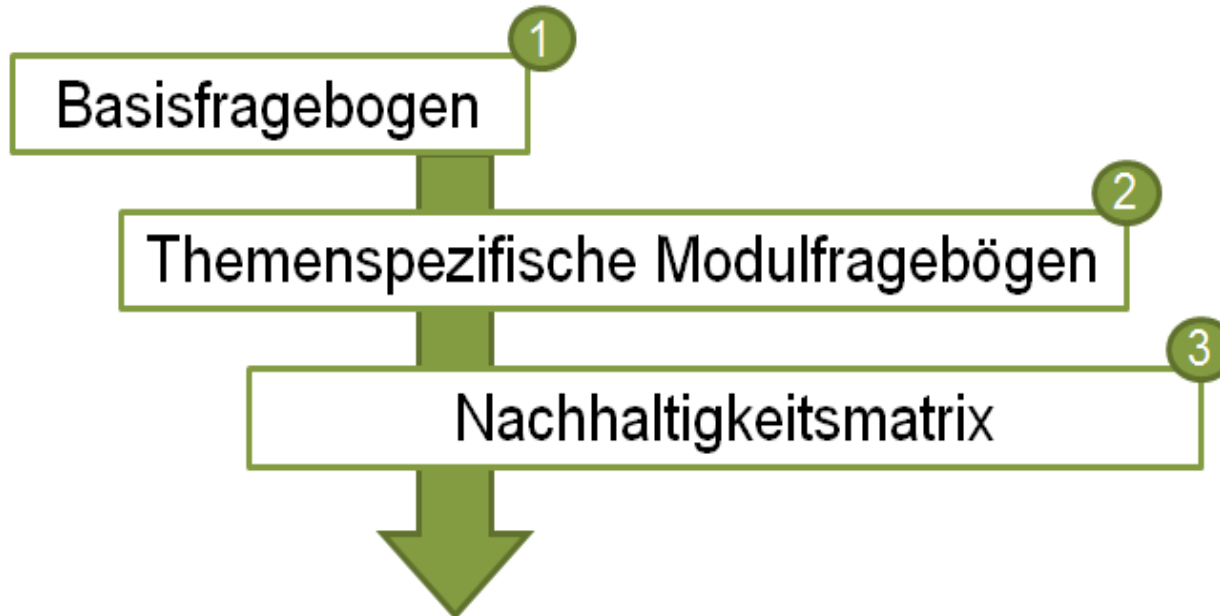 1
Basisfragebogen
2
Themenspezifische Modulfragebögen
3
Nachhaltigkeitsmatrix